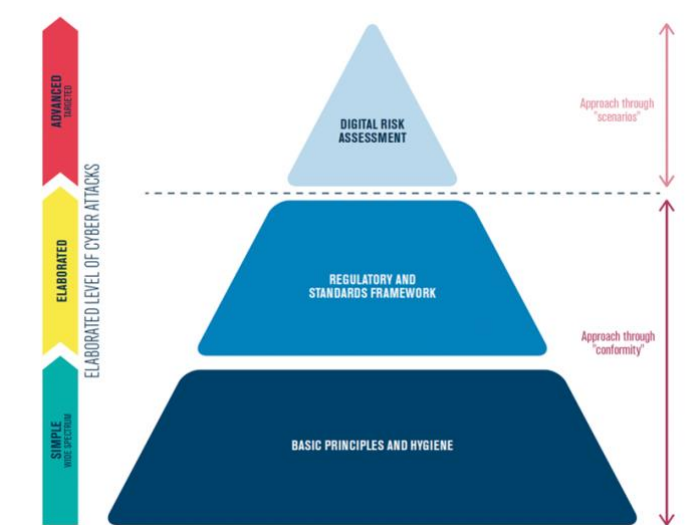 ADVANCED
TARGETED
ELABORATED
SIMPLE
WIDE SPECTRUM
ELABORATED LEVEL OF CYBER ATTACKS
DIGITAL RISK
ASSESSMENT
REGULATORY AND
STANDARDS FRAMEWORK
BASIC PRINCIPLES AND HYGIENE
Approach through
"scenarios"
Approach through
"conformity"